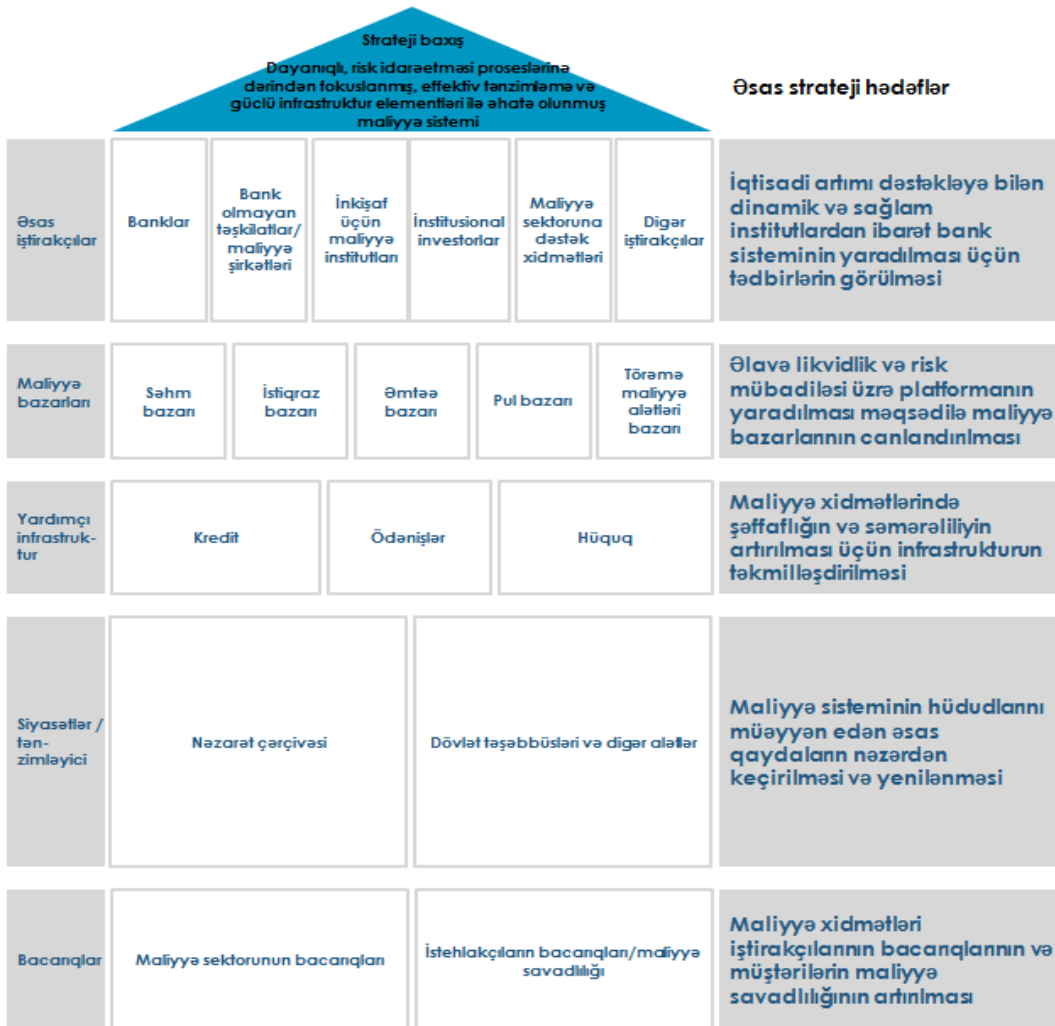 Strateji baxış
Dayanıqlı, risk idarəetməsi proseslərinə
dərindən fokuslanmış, effektiv tənzimləmə və
güclü infrastruktur elementləri ilə əhatə olunmuş
maliyyə sistemi
Əsas strateji hədəflər
Əsas
iştirakçılar
Banklar
Bank
olmayan
təşkilatlar/
maliyyə
şirkətləri
İnkişaf
üçün
maliyyə
institutları
İnstitusional
investorlar
Maliyyə
sektoruna
dəstək
xidmətləri
Digər
iştirakçılar
İqtisadi artımı dəstəkləyə bilən
dinamik və sağlam
institutlardan ibarət bank
sisteminin yaradılması üçün
tədbirlərin görülməsi
Maliyyə
bazarları
Səhm
bazarı
İstiqraz
bazarı
Əmtəə
bazarı
Pul bazarı
Törəmə
maliyyə
alətləri
bazarı
Əlavə likvidlik və risk
mübadiləsi üzrə platformanın
yaradılması məqsədilə maliyyə
bazarlarının canlandırılması
Yardımçı
infrastruk-
tur
Kredit
Ödənişlər
Hüquq
Maliyyə xidmətlərində
şəffaflığın və səmərəliliyin
artırılması üçün infrastrukturun
təkmilləşdirilməsi
Siyasətlər /
tən-
zimləyici
Nəzarət çərçivəsi
Dövlət təşəbbüsləri və digər alətlər
Maliyyə sisteminin hüdudlarını
müəyyən edən əsas
qaydaların nəzərdən
keçirilməsi və yenilənməsi
Bacarıqlar
Maliyyə sektorunun bacarıqları
İstehlakçıların bacarıqları/maliyyə
savadlılığı
Maliyyə xidmətləri
iştirakçılarının bacarıqlarının və
müştərilərin maliyyə
savadlılığının artırılması